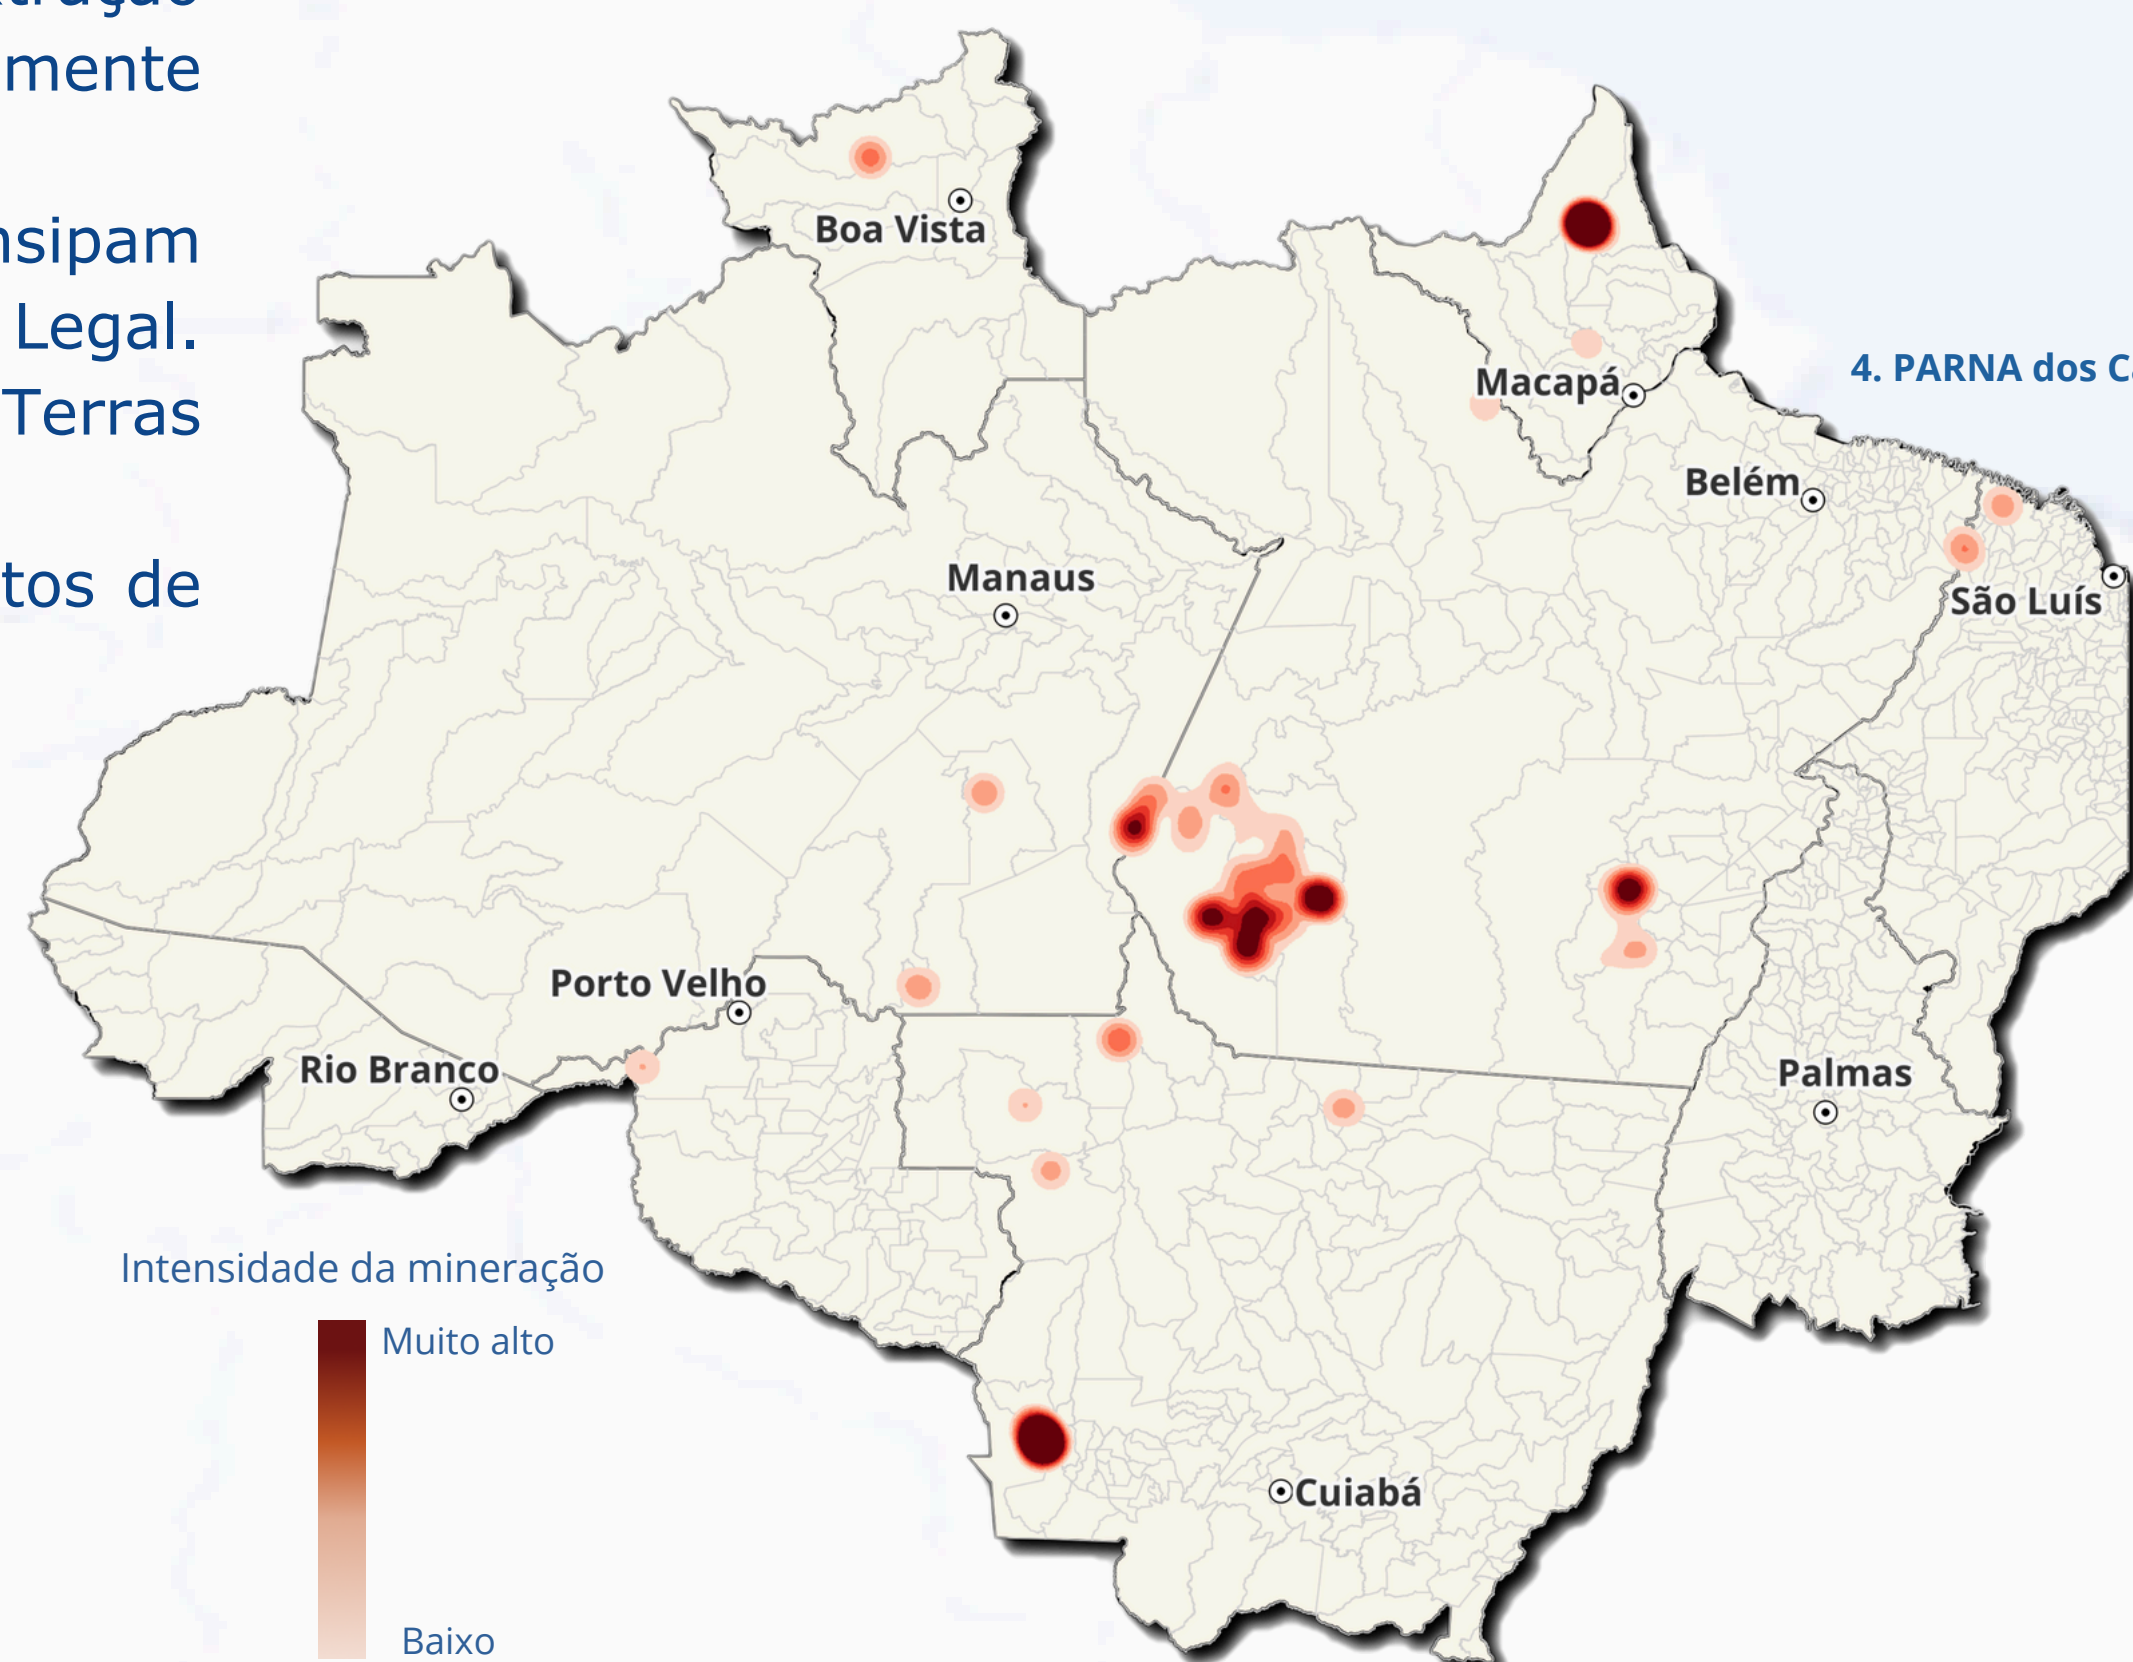 mente
Legal.
Terras
tos de
Boa Vista
Macapá
4. PARNA dos
Belém
Manaus
São Luís
Porto Velho
Rio Branco
Palmas
Cuiabá
Intensidade da mineração
Muito alto
Baixo